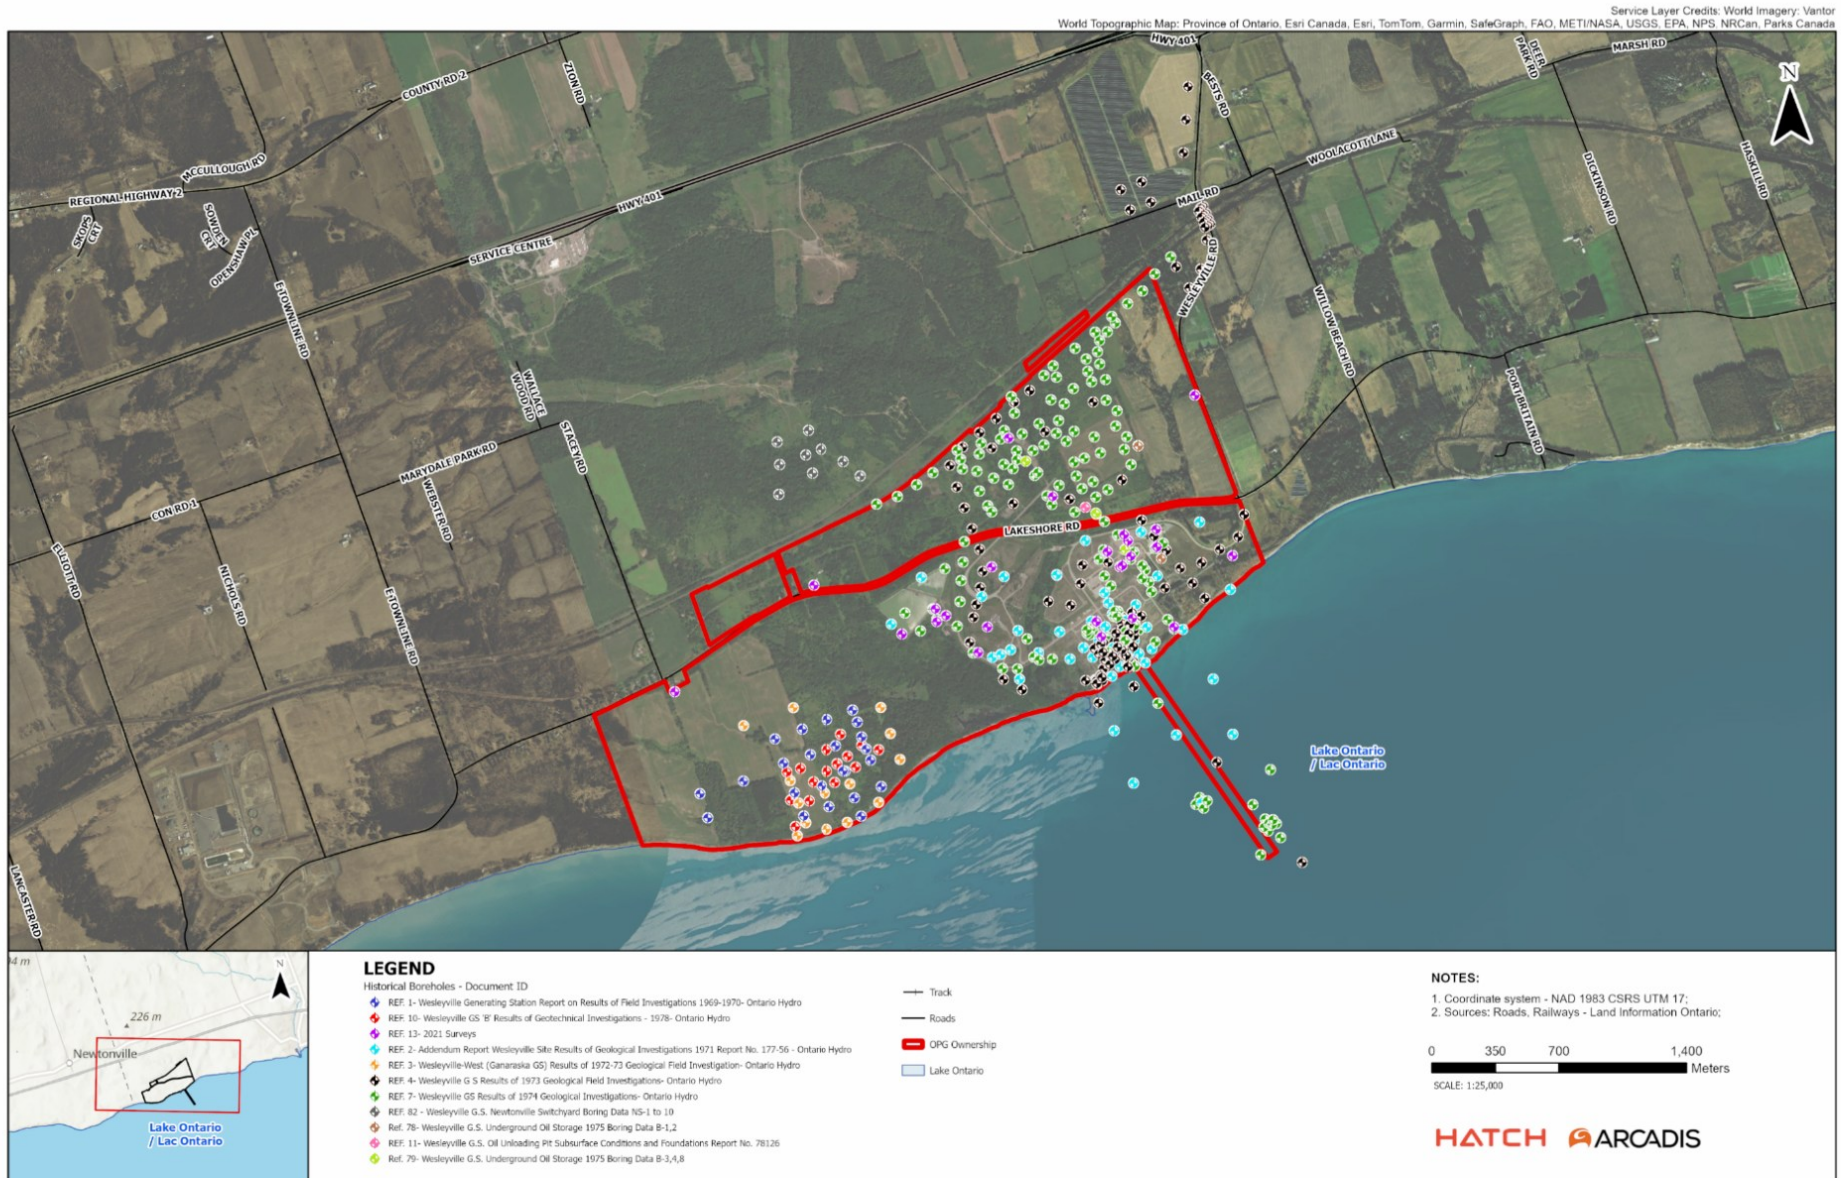 Service Layer Credits: World Imagery: Vantor
World Topographic Map: Province of Ontario, Esri Canada, Esri, TomTom, Garmin, SafeGraph, FAO, METI/NASA, USGS, EPA, NPS, NRCan, Parks Canada
HWY 401
DEER PARK RD
MARSH RD
COUNTY RD 2
ZION RD
BESTS RD
N
MCCULLOUGH RD
WOOLACOTT LANE
REGIONAL HIGHWAY 2
HWY 401
MAIL RD
DICKINSON RD
HASKILL RD
SKOPS CRT
SOWDEN CRT
OPENSHAW PL
SERVICE CENTRE
WESLEYVILLE RD
E TOWNLINE RD
WILLOW BEACH RD
WALLACE WOOD RD
PORT BRITAIN RD
STACEY RD
MARYDALE PARK RD
WEBSTER RD
CON RD 1
LAKESHORE RD
ELLIOTT RD
NICHOLS RD
E TOWNLINE RD
Lake Ontario
/ Lac Ontario
LANCASTER RD
94 m
N
226 m
Newtonville
Lake Ontario
/ Lac Ontario
LEGEND
Historical Boreholes - Document ID
REF. 1- Wesleyville Generating Station Report on Results of Field Investigations 1969-1970- Ontario Hydro
REF. 10- Wesleyville GS 'B' Results of Geotechnical Investigations - 1978- Ontario Hydro
REF. 13- 2021 Surveys
REF. 2- Addendum Report Wesleyville Site Results of Geological Investigations 1971 Report No. 177-56 - Ontario Hydro
REF. 3- Wesleyville-West (Ganaraska GS) Results of 1972-73 Geological Field Investigation- Ontario Hydro
REF. 4- Wesleyville G S Results of 1973 Geological Field Investigations- Ontario Hydro
REF. 7- Wesleyville GS Results of 1974 Geological Investigations- Ontario Hydro
REF. 82 - Wesleyville G.S. Newtonville Switchyard Boring Data NS-1 to 10
Ref. 78- Wesleyville G.S. Underground Oil Storage 1975 Boring Data B-1,2
REF. 11- Wesleyville G.S. Oil Unloading Pit Subsurface Conditions and Foundations Report No. 78126
Ref. 79- Wesleyville G.S. Underground Oil Storage 1975 Boring Data B-3,4,8
Track
Roads
OPG Ownership
Lake Ontario
NOTES:
1. Coordinate system - NAD 1983 CSRS UTM 17;
2. Sources: Roads, Railways - Land Information Ontario;
0 350 700 1,400
Meters
SCALE: 1:25,000
HATCH ARCADIS